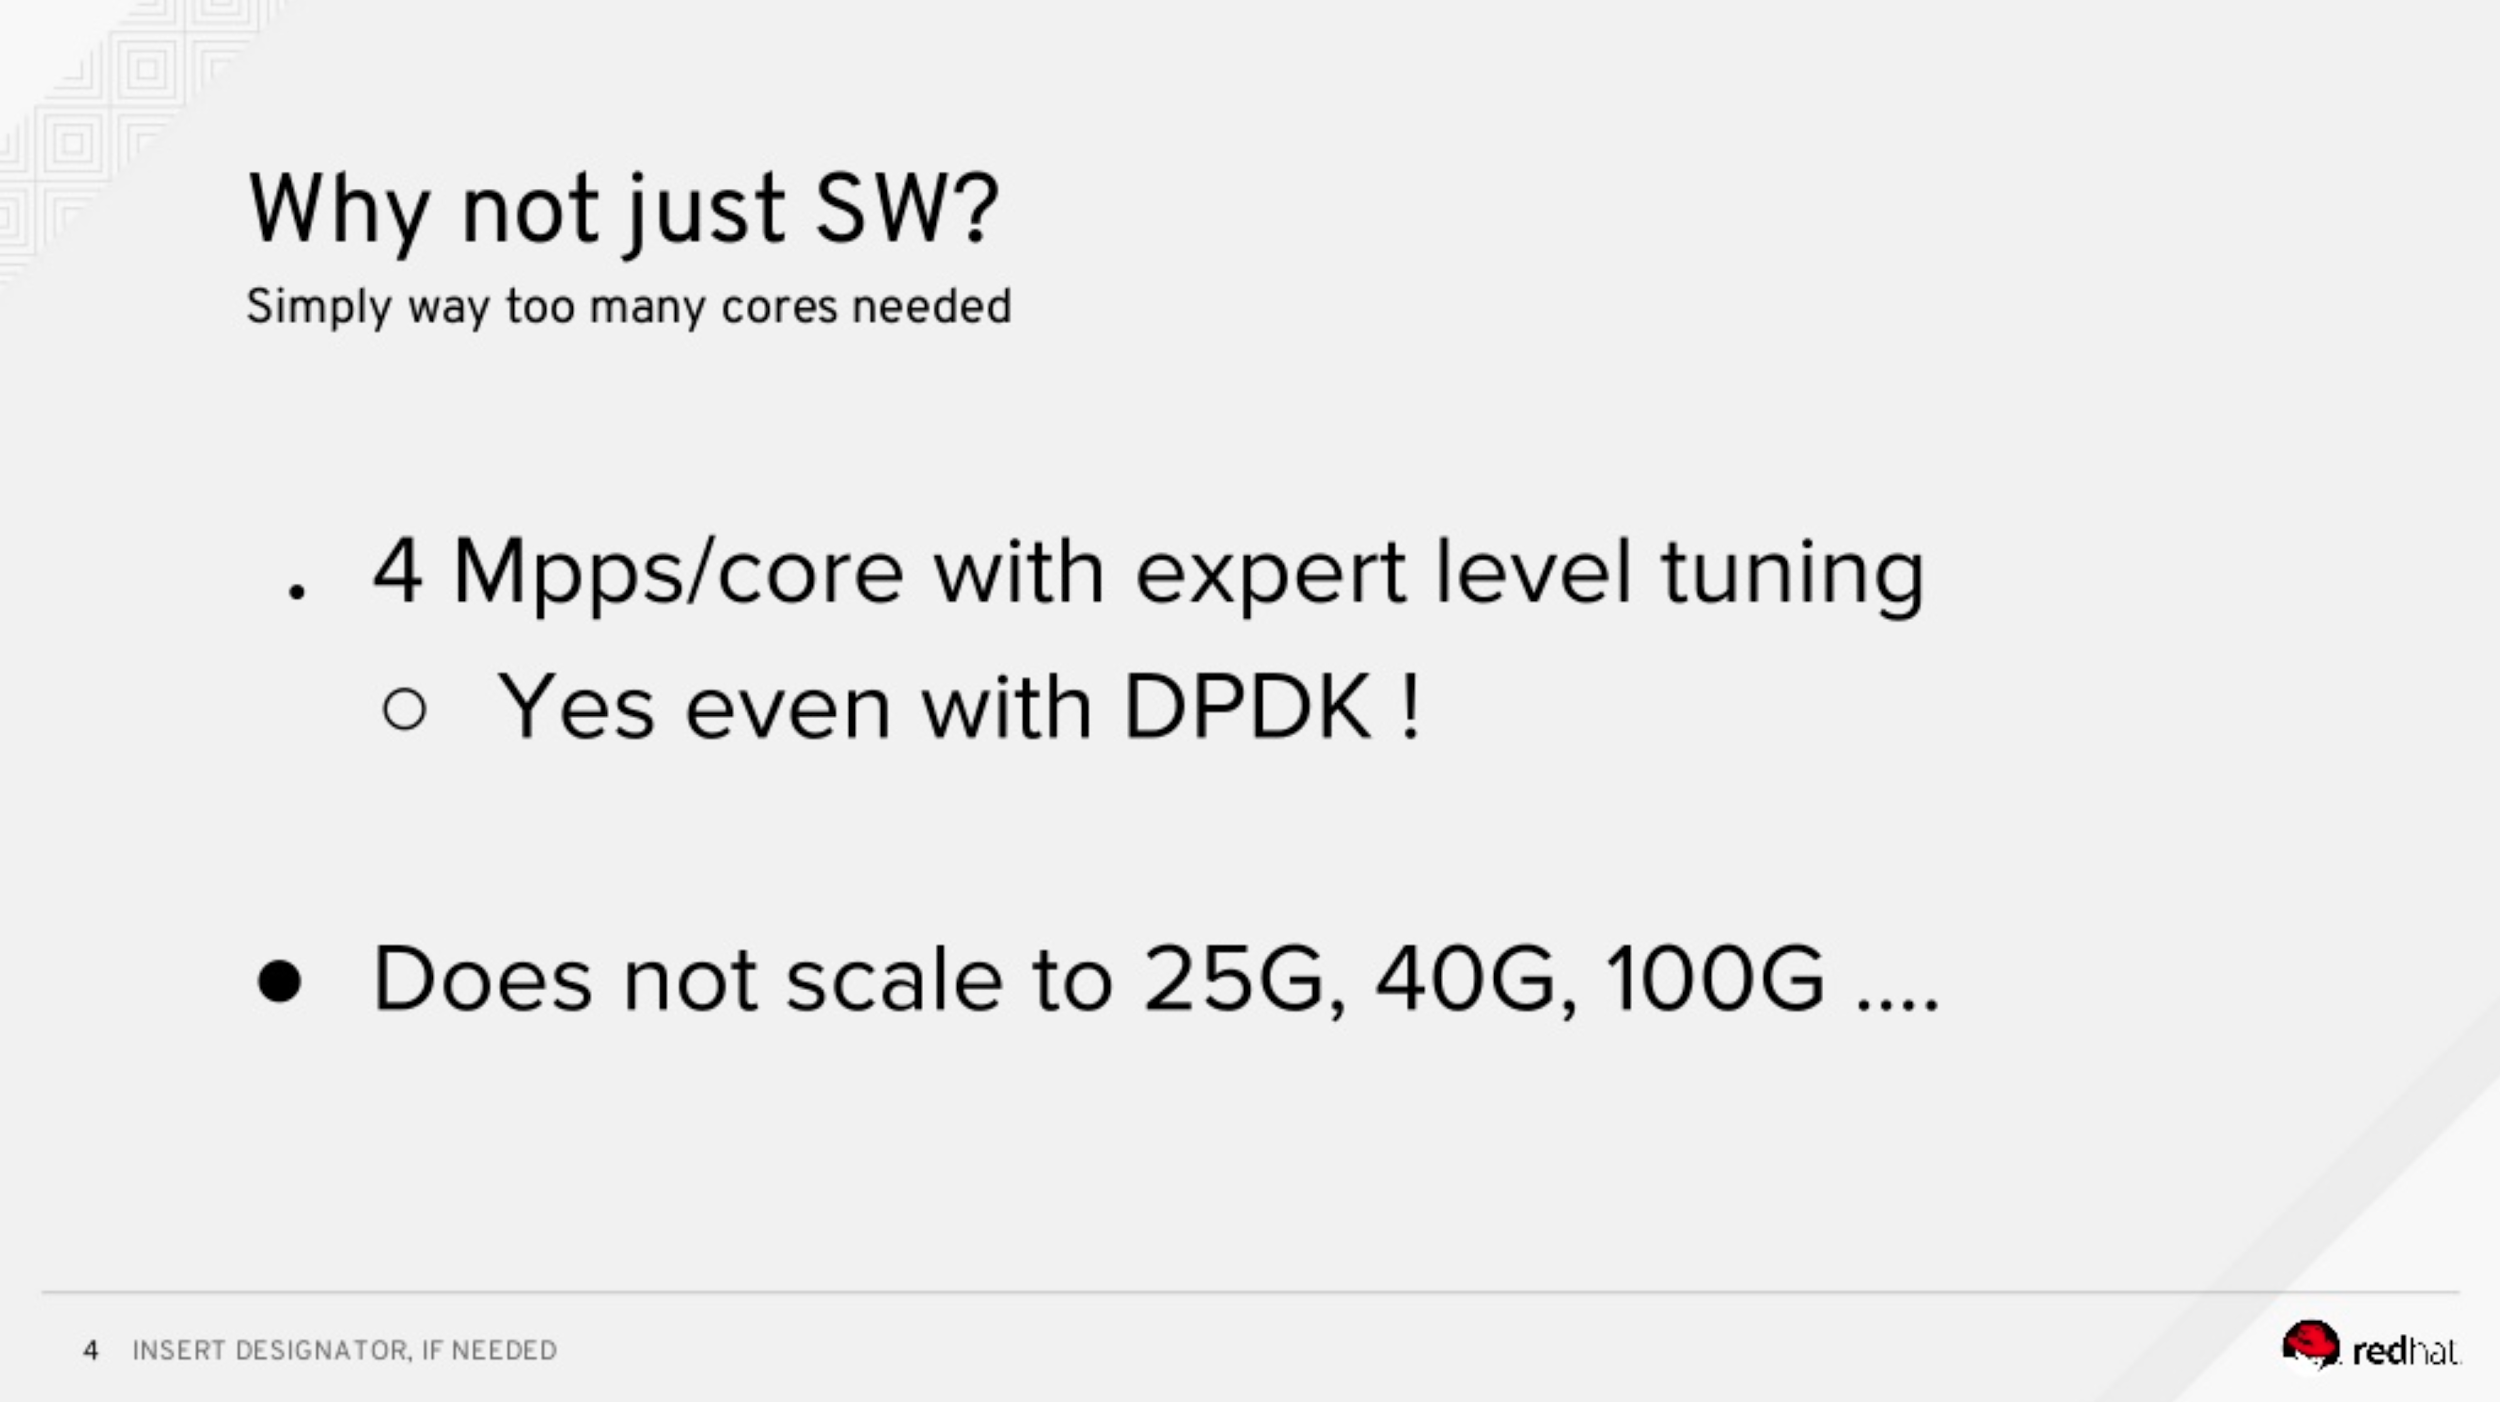 Why not just SW?
Simply way too many cores needed
. 4 Mpps/core with expert level tuning
○ Yes even with DPDK !
● Does not scale to 25G, 40G, 100G ....
4 INSERT DESIGNATOR, IF NEEDED
redhat.